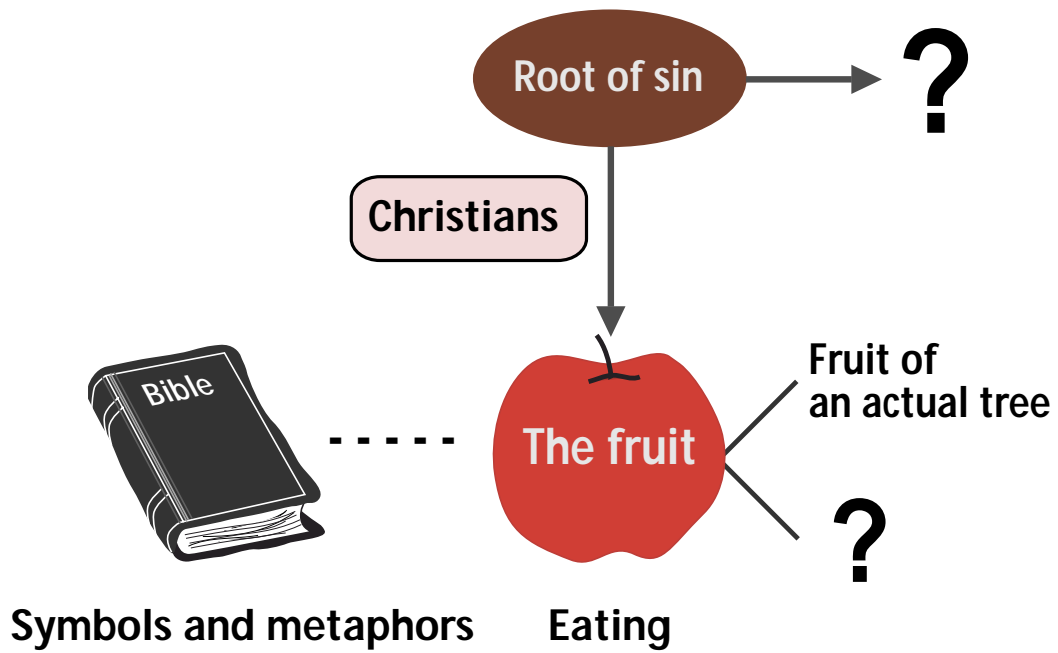 Root of sin
?
Christians
Bible
The fruit
Fruit of
an actual tree
- - - - -
?
Symbols and metaphors
Eating